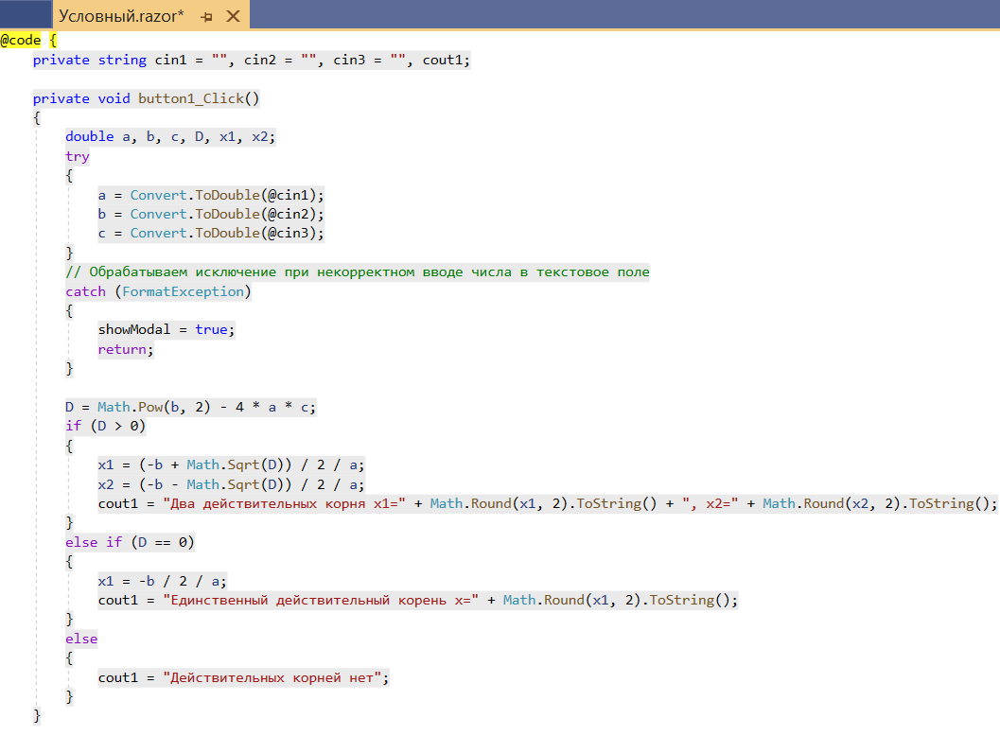 Условный.razor*
@code {
    private string cin1 = "", cin2 = "", cin3 = "", cout1;

    private void button1_Click()
    {
        double a, b, c, D, x1, x2;
        try
        {
            a = Convert.ToDouble(@cin1);
            b = Convert.ToDouble(@cin2);
            c = Convert.ToDouble(@cin3);
        }
        // Обрабатываем исключение при некорректном вводе числа в текстовое поле
        catch (FormatException)
        {
            showModal = true;
            return;
        }

        D = Math.Pow(b, 2) - 4 * a * c;
        if (D > 0)
        {
            x1 = (-b + Math.Sqrt(D)) / 2 / a;
            x2 = (-b - Math.Sqrt(D)) / 2 / a;
            cout1 = "Два действительных корня x1=" + Math.Round(x1, 2).ToString() + ", x2=" + Math.Round(x2, 2).ToString();
        }
        else if (D == 0)
        {
            x1 = -b / 2 / a;
            cout1 = "Единственный действительный корень x=" + Math.Round(x1, 2).ToString();
        }
        else
        {
            cout1 = "Действительных корней нет";
        }
    }